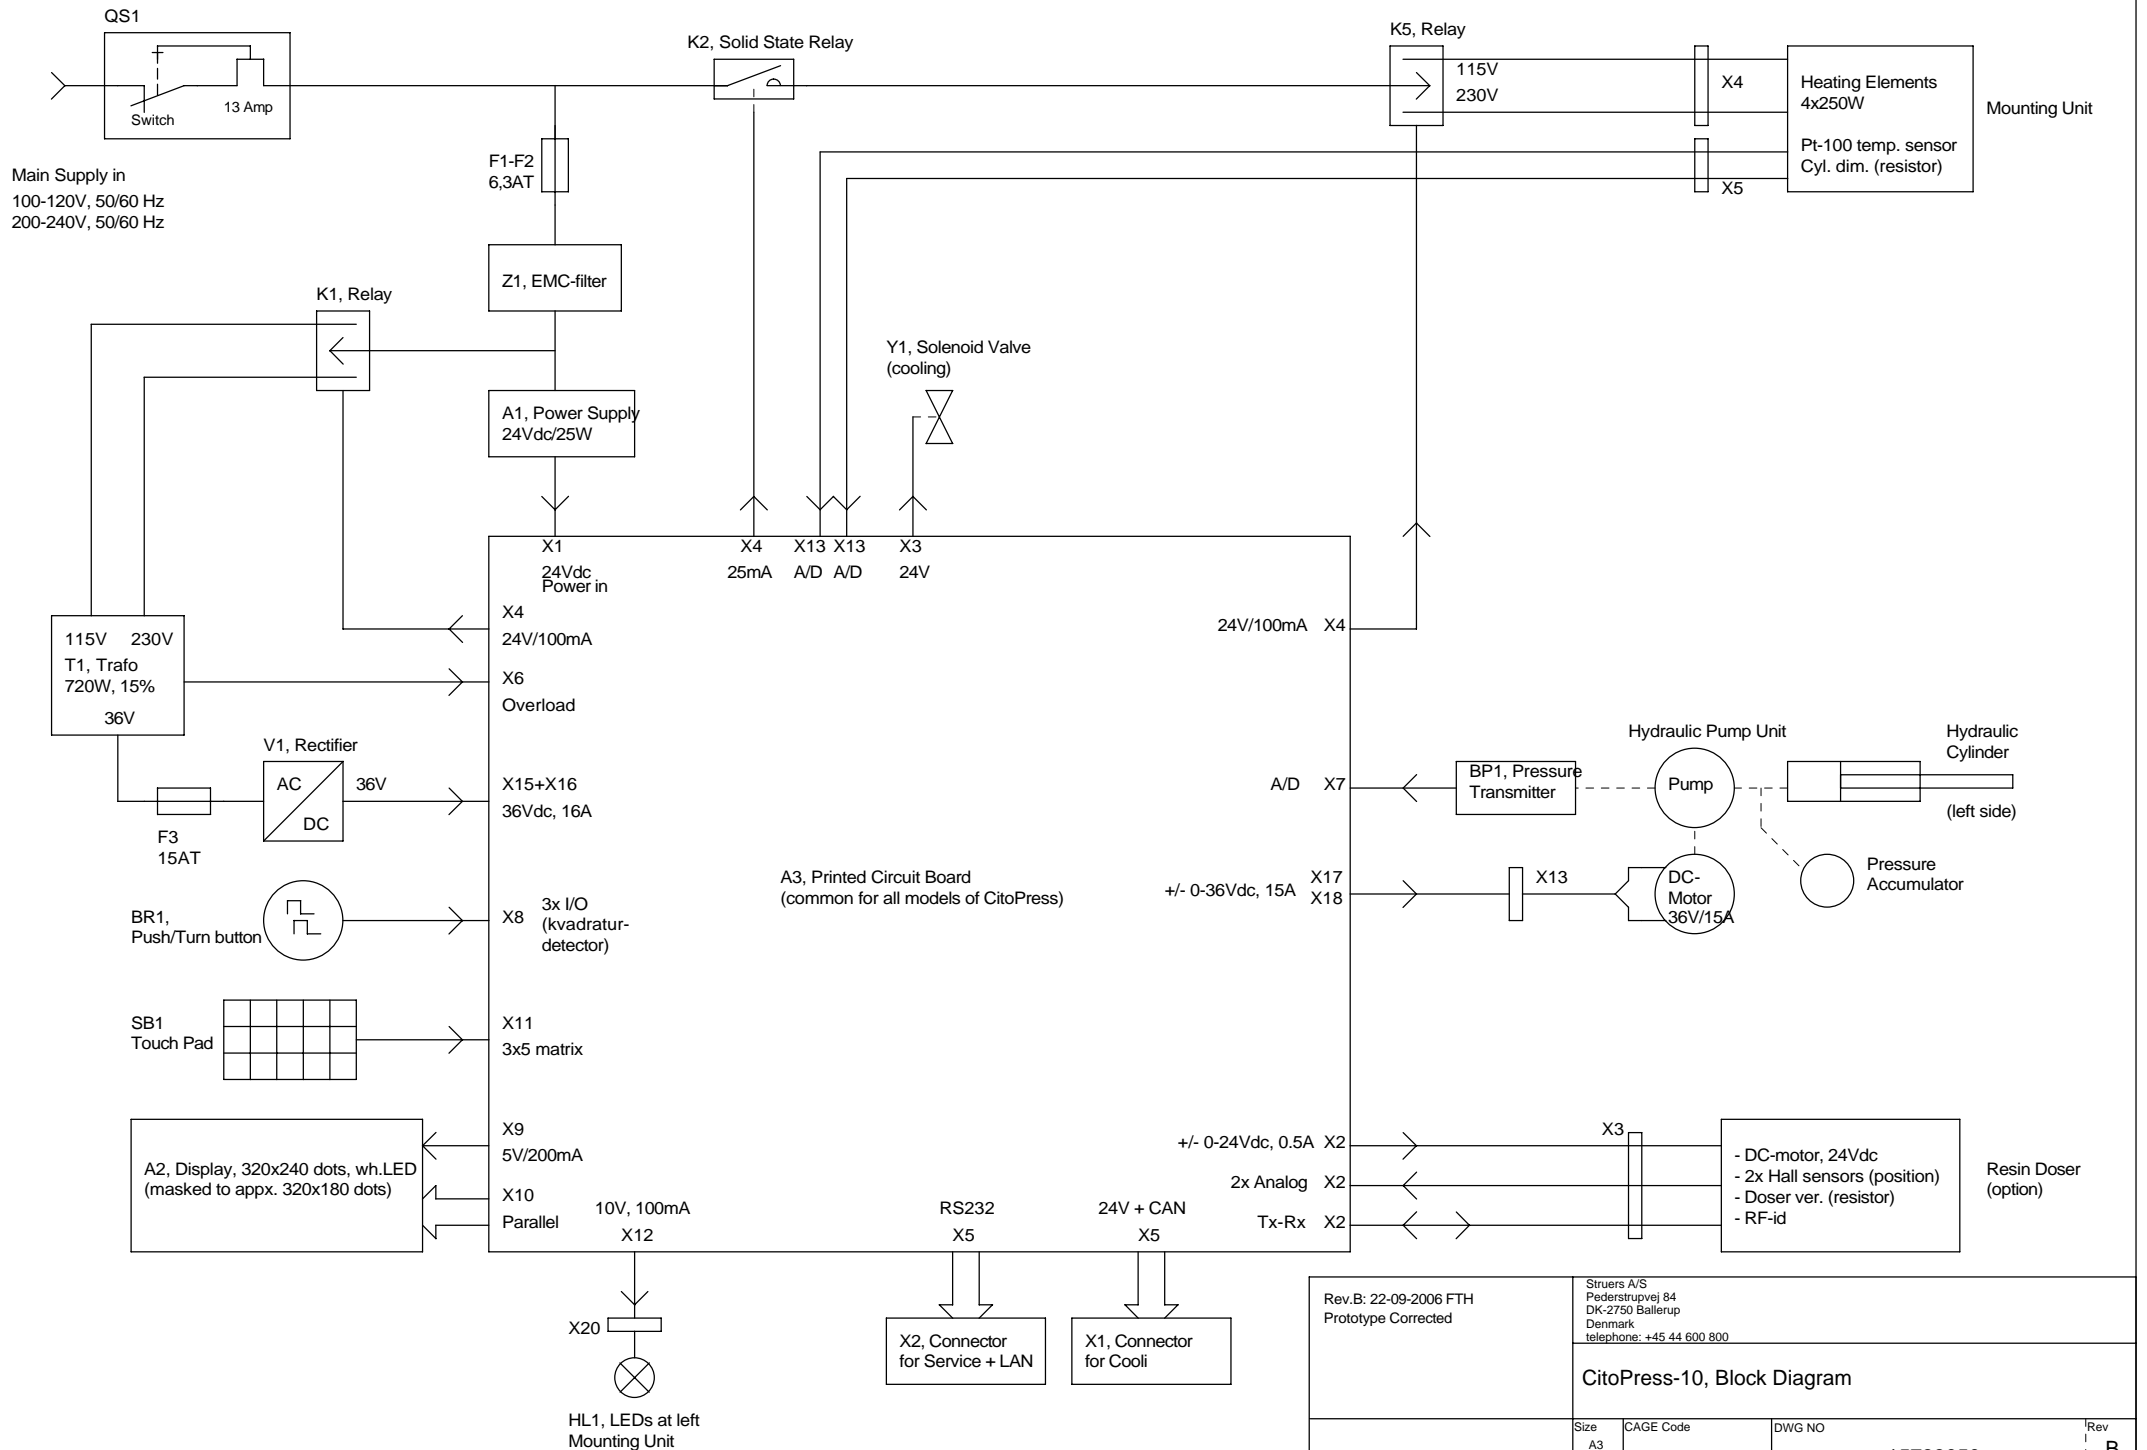 QS1
Switch
13 Amp
Main Supply in
100-120V, 50/60 Hz
200-240V, 50/60 Hz
K2, Solid State Relay
K5, Relay
115V
230V
X4
Heating Elements
4x250W
Pt-100 temp. sensor
Cyl. dim. (resistor)
X5
Mounting Unit
F1-F2
6,3AT
Z1, EMC-filter
K1, Relay
A1, Power Supply
24Vdc/25W
Y1, Solenoid Valve
(cooling)
X1
24Vdc
Power in
X4
25mA
X13
A/D
X13
A/D
X3
24V
X4
24V/100mA
24V/100mA X4
115V 230V
T1, Trafo
720W, 15%
36V
X6
Overload
V1, Rectifier
AC
DC
36V
F3
15AT
X15+X16
36Vdc, 16A
A/D X7
BP1, Pressure
Transmitter
Hydraulic Pump Unit
Pump
Hydraulic
Cylinder
(left side)
Pressure
Accumulator
A3, Printed Circuit Board
(common for all models of CitoPress)
+/- 0-36Vdc, 15A
X17
X18
X13
DC-
Motor
36V/15A
BR1,
Push/Turn button
X8
3x I/O
(kvadratur-
detector)
SB1
Touch Pad
X11
3x5 matrix
A2, Display, 320x240 dots, wh.LED
(masked to appx. 320x180 dots)
X9
5V/200mA
X10
Parallel
10V, 100mA
X12
RS232
X5
24V + CAN
X5
+/- 0-24Vdc, 0.5A X2
2x Analog X2
Tx-Rx X2
X3
- DC-motor, 24Vdc
- 2x Hall sensors (position)
- Doser ver. (resistor)
- RF-id
Resin Doser
(option)
X20
HL1, LEDs at left
Mounting Unit
X2, Connector
for Service + LAN
X1, Connector
for Cooli
Rev.B: 22-09-2006 FTH
Prototype Corrected
Struers A/S
Pederstrupvej 84
DK-2750 Ballerup
Denmark
telephone: +45 44 600 800
CitoPress-10, Block Diagram
Size
A3
CAGE Code
DWG NO
Rev
B